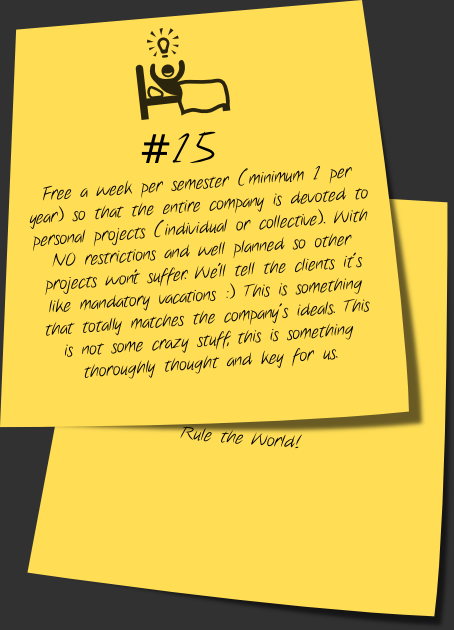 #15
Free a week per semester (minimum 1 per
year) so that the entire company is devoted to
personal projects (individual or collective). With
NO restrictions and well planned so other
projects won't suffer. We'll tell the clients it's
like mandatory vacations :) This is something
that totally matches the company's ideals. This
is not some crazy stuff, this is something
thoroughly thought and key for us.
Rule the World!